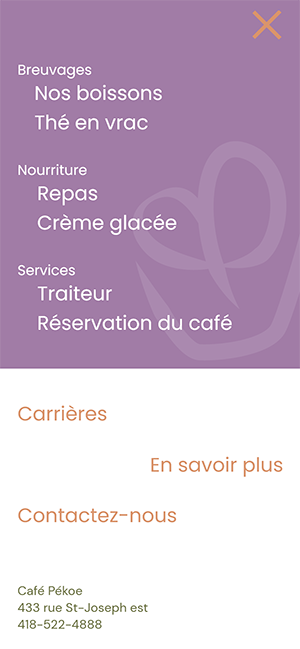 Breuvages
Nos boissons
Thé en vrac
Nourriture
Repas
Crème glacée
Services
Traiteur
Réservation du café
Carrières
En savoir plus
Contactez-nous
Café Pékoe
433 rue St-Joseph est
418-522-4888